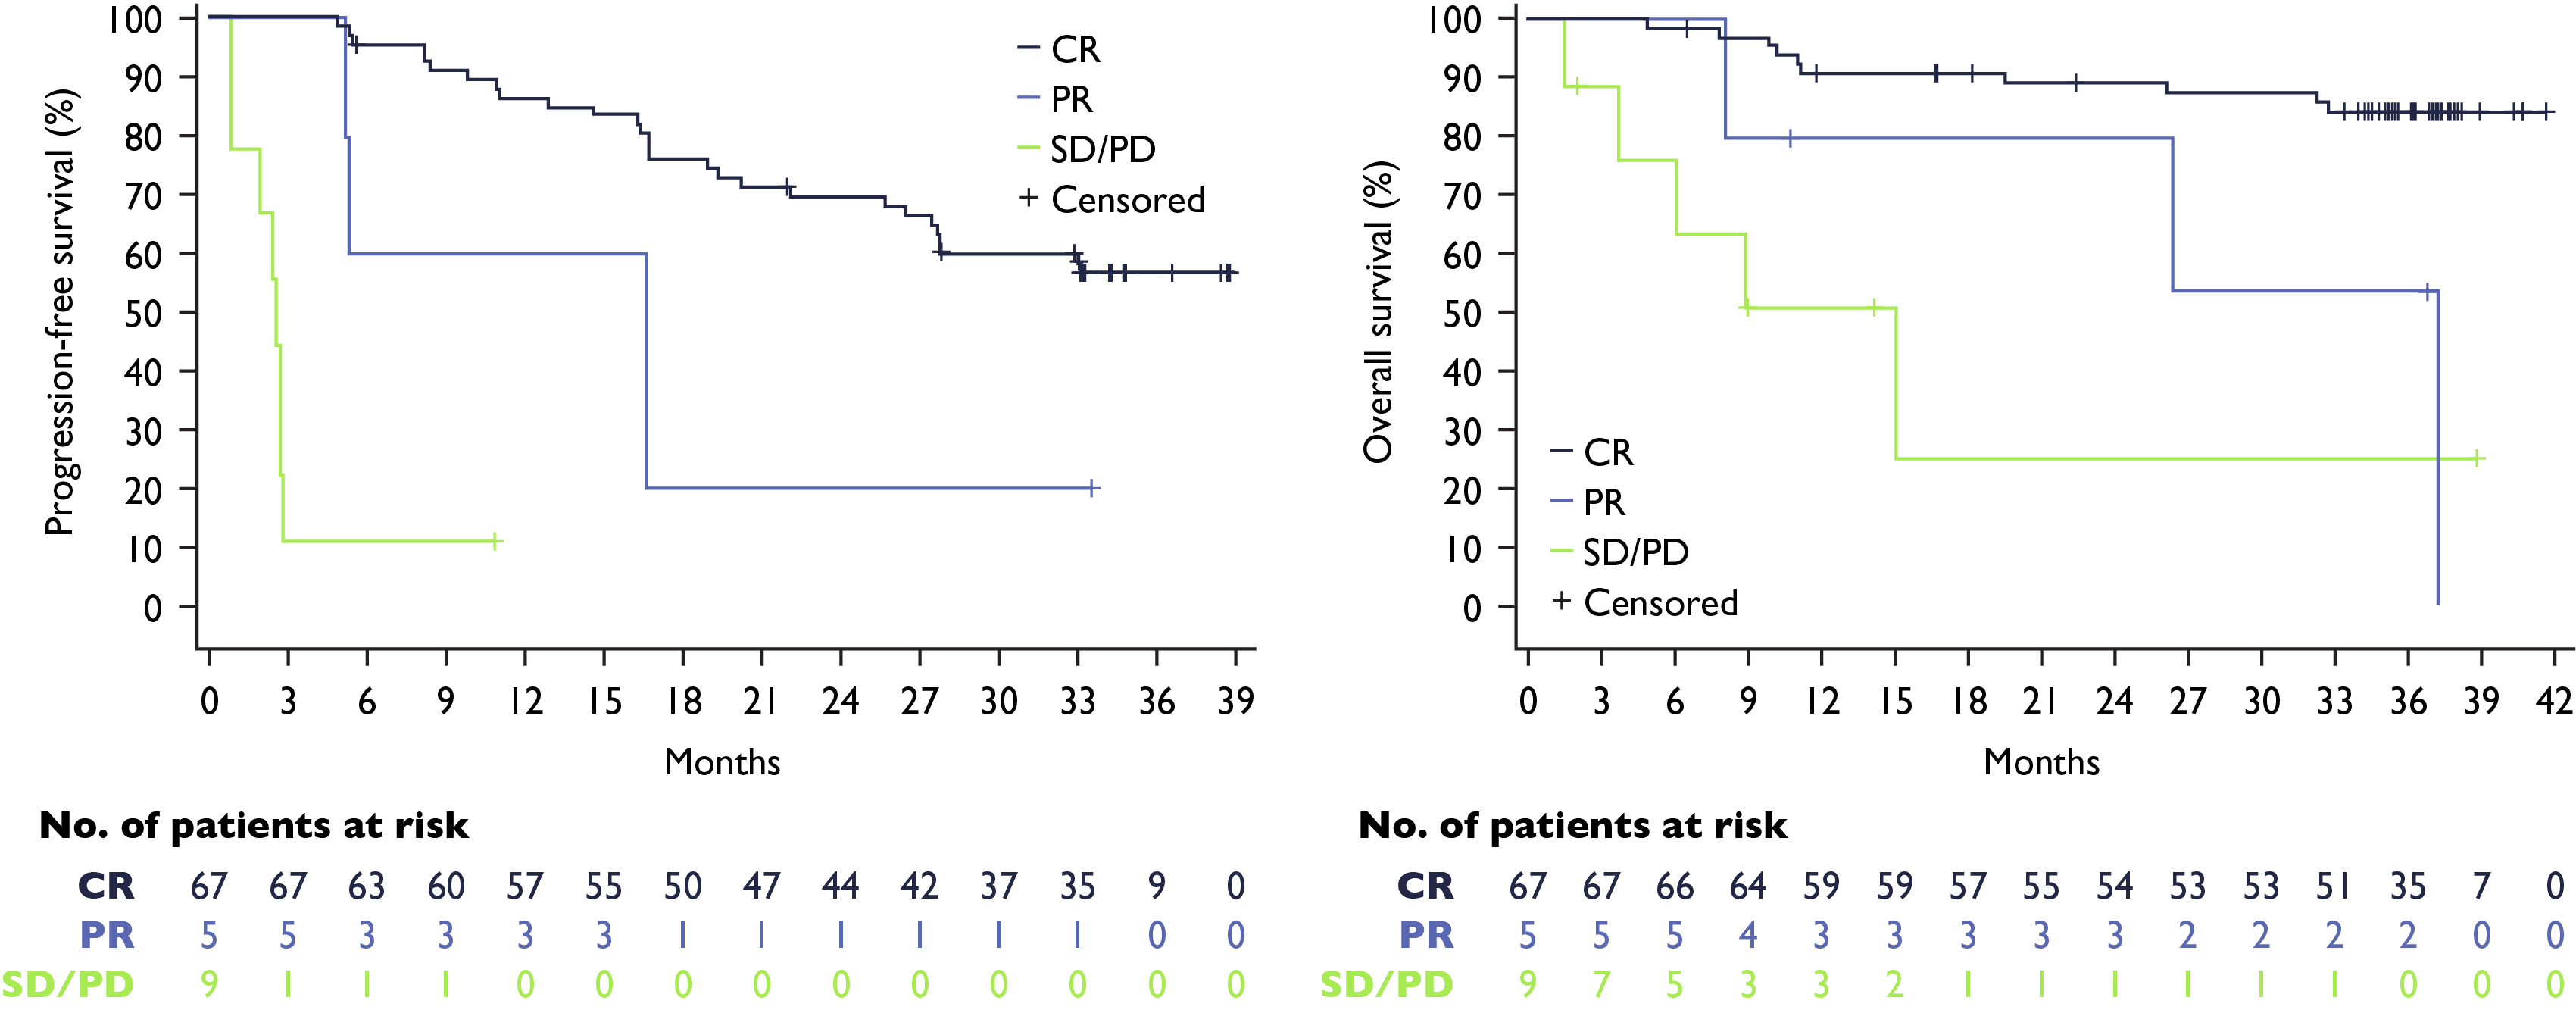 Progression-free survival (%)
100
90
80
70
60
50
40
30
20
10
0
CR
PR
SD/PD
+ Censored
0 3 6 9 12 15 18 21 24 27 30 33 36 39
Months
No. of patients at risk
CR 67 67 63 60 57 55 50 47 44 42 37 35 9 0
PR 5 5 3 3 3 3 1 1 1 1 1 1 0 0
SD/PD 9 1 1 1 0 0 0 0 0 0 0 0 0 0
Overall survival (%)
100
90
80
70
60
50
40
30
20
10
0
CR
PR
SD/PD
+ Censored
0 3 6 9 12 15 18 21 24 27 30 33 36 39 42
Months
No. of patients at risk
CR 67 67 66 64 59 59 57 55 54 53 53 51 35 7 0
PR 5 5 5 4 3 3 3 3 3 2 2 2 2 0 0
SD/PD 9 7 5 3 3 2 1 1 1 1 1 1 0 0 0